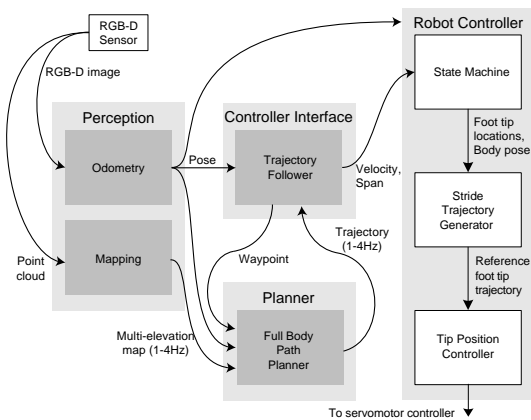 RGB-D
Sensor
RGB-D image
Perception
Odometry
Mapping
Point
cloud
Pose
Controller Interface
Trajectory
Follower
Velocity,
Span
Waypoint
Trajectory
(1-4Hz)
Multi-elevation
map (1-4Hz)
Planner
Full Body
Path
Planner
Robot Controller
State Machine
Foot tip
locations,
Body pose
Stride
Trajectory
Generator
Reference
foot tip
trajectory
Tip Position
Controller
To servomotor controller